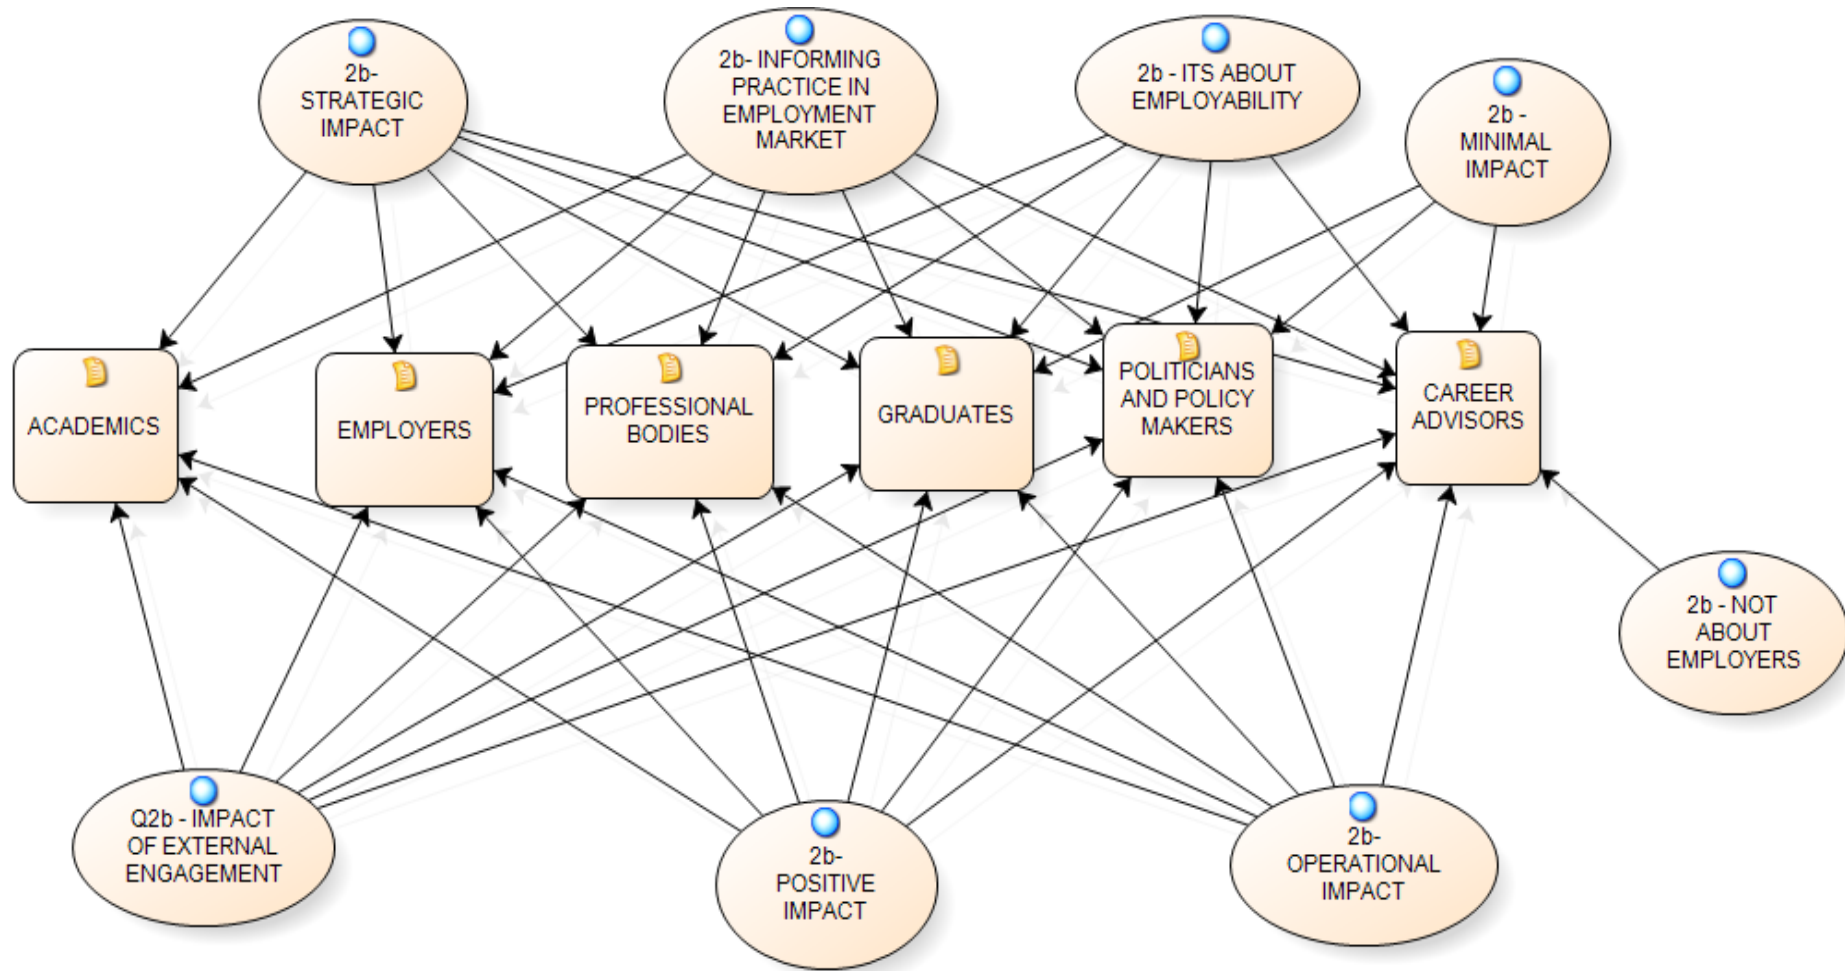 2b-
STRATEGIC
IMPACT
2b- INFORMING
PRACTICE IN
EMPLOYMENT
MARKET
2b - ITS ABOUT
EMPLOYABILITY
2b -
MINIMAL
IMPACT
ACADEMICS
EMPLOYERS
PROFESSIONAL
BODIES
GRADUATES
POLITICIANS
AND POLICY
MAKERS
CAREER
ADVISORS
2b - NOT
ABOUT
EMPLOYERS
Q2b - IMPACT
OF EXTERNAL
ENGAGEMENT
2b-
POSITIVE
IMPACT
2b-
OPERATIONAL
IMPACT